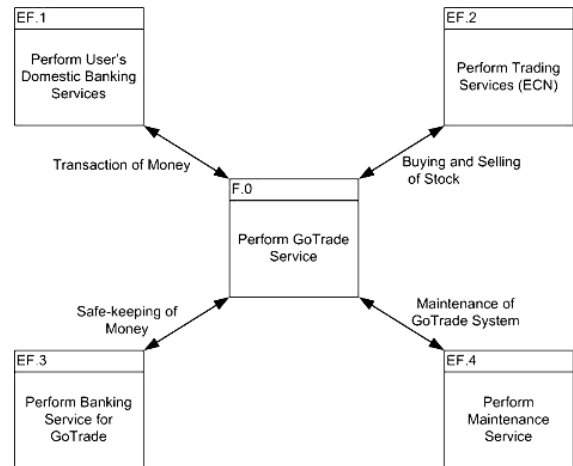 EF.1
Perform User's
Domestic Banking
Services
EF.2
Perform Trading
Services (ECN)
Transaction of Money
Buying and Selling
of Stock
F.0
Perform GoTrade
Service
Safe-keeping of
Money
Maintenance of
GoTrade System
EF.3
Perform Banking
Service for
GoTrade
EF.4
Perform
Maintenance
Service